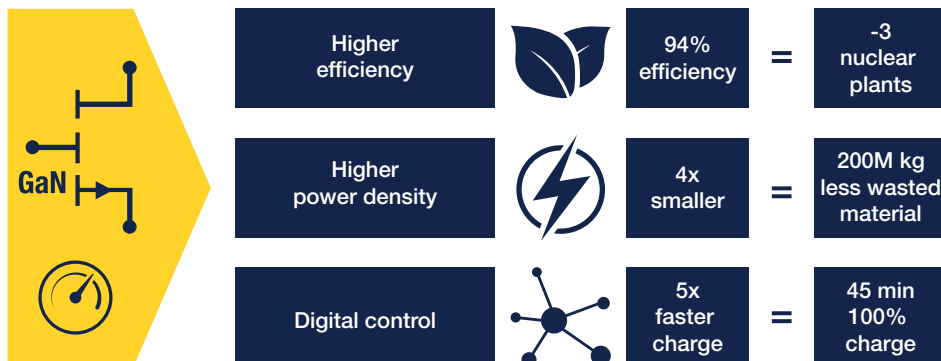 GaN
Higher
efficiency
94%
efficiency
=
-3
nuclear
plants
Higher
power density
4x
smaller
=
200M kg
less wasted
material
Digital control
5x
faster
charge
=
45 min
100%
charge